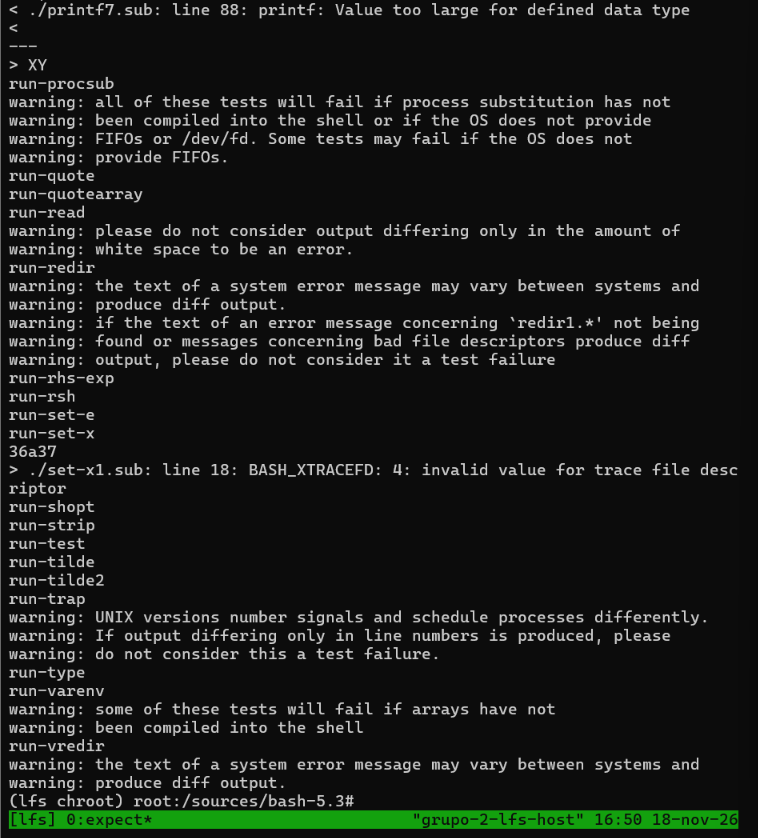 < ./printf7.sub: line 88: printf: Value too large for defined data type
<
---
> XY
run-procsub
warning: all of these tests will fail if process substitution has not
warning: been compiled into the shell or if the OS does not provide
warning: FIFOs or /dev/fd. Some tests may fail if the OS does not
warning: provide FIFOs.
run-quote
run-quotearray
run-read
warning: please do not consider output differing only in the amount of
warning: white space to be an error.
run-redir
warning: the text of a system error message may vary between systems and
warning: produce diff output.
warning: if the text of an error message concerning `redir1.*' not being
warning: found or messages concerning bad file descriptors produce diff
warning: output, please do not consider it a test failure
run-rhs-exp
run-rsh
run-set-e
run-set-x
36a37
> ./set-x1.sub: line 18: BASH_XTRACEFD: 4: invalid value for trace file desc
riptor
run-shopt
run-strip
run-test
run-tilde
run-tilde2
run-trap
warning: UNIX versions number signals and schedule processes differently.
warning: If output differing only in line numbers is produced, please
warning: do not consider this a test failure.
run-type
run-varenv
warning: some of these tests will fail if arrays have not
warning: been compiled into the shell
run-vredir
warning: the text of a system error message may vary between systems and
warning: produce diff output.
(lfs chroot) root:/sources/bash-5.3#
[lfs] 0:expect* "grupo-2-lfs-host" 16:50 18-nov-26